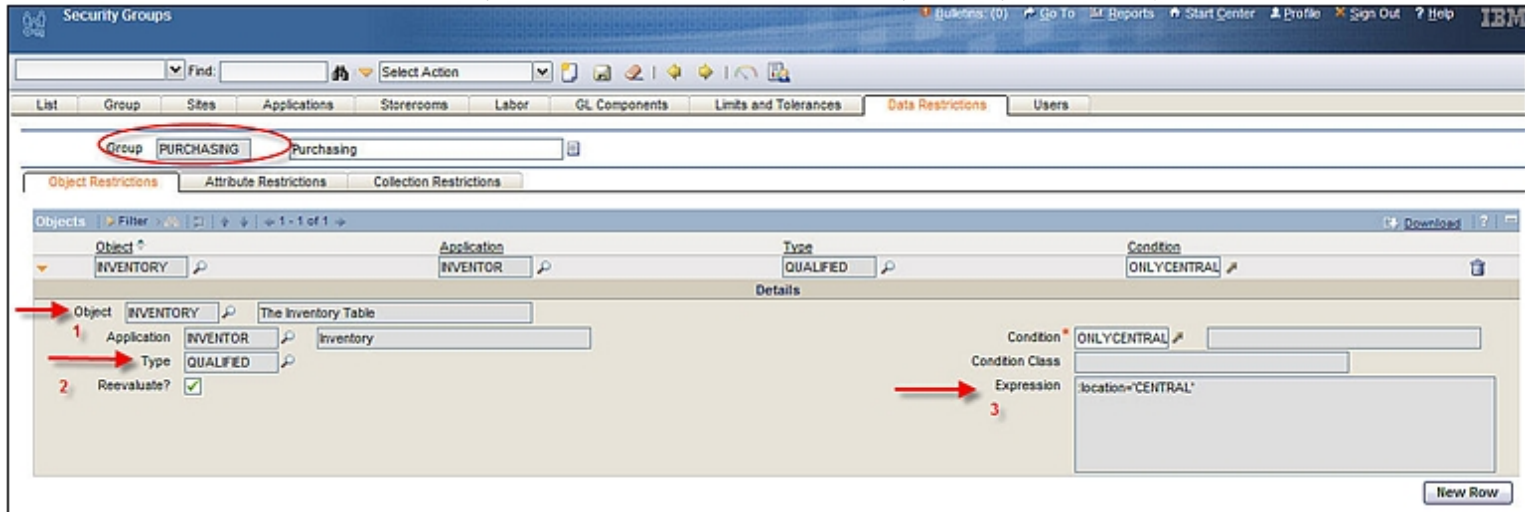 Security Groups
Bulletins: (0) Go To Reports Start Center Profile Sign Out ? Help IBM
Find: Select Action
List Group Sites Applications Storerooms Labor GL Components Limits and Tolerances Data Restrictions Users
Group PURCHASING Purchasing
Object Restrictions Attribute Restrictions Collection Restrictions
Objects Filter 1 - 1 of 1 Download ?
Object Application Type Condition
INVENTORY INVENTOR QUALIFIED ONLYCENTRAL
Details
Object INVENTORY The Inventory Table
1
Application INVENTOR Inventory Condition * ONLYCENTRAL
Type QUALIFIED Condition Class
2 Reevaluate? Expression :location='CENTRAL'
3
New Row